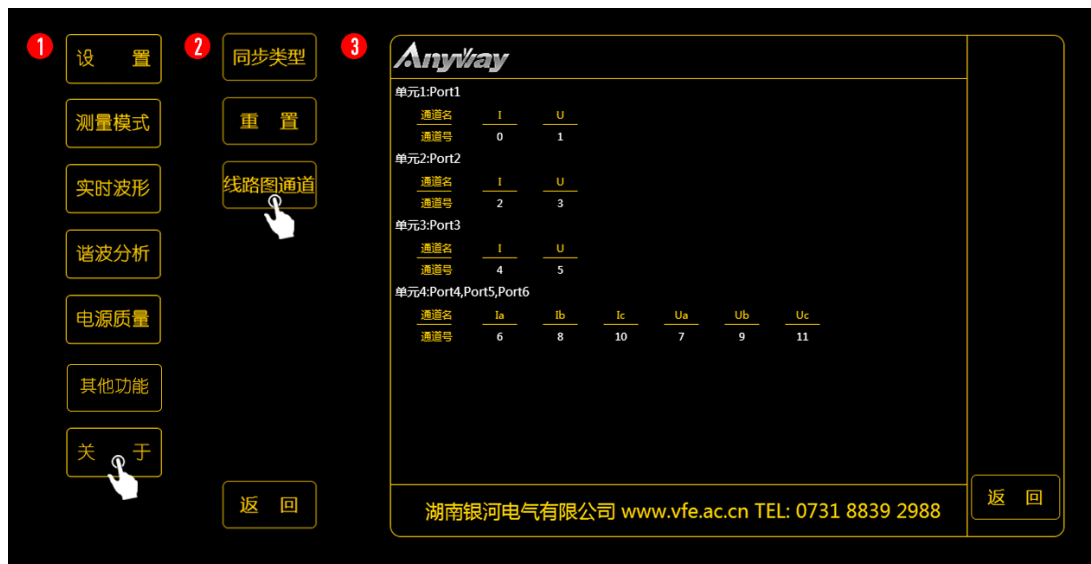 1
设 置
测量模式
实时波形
谐波分析
电源质量
其他功能
关 于
2
同步类型
重 置
线路图通道
返 回
3
Anyway
单元1:Port1
通道名 I U
通道号 0 1
单元2:Port2
通道名 I U
通道号 2 3
单元3:Port3
通道名 I U
通道号 4 5
单元4:Port4,Port5,Port6
通道名 Ia Ib Ic Ua Ub Uc
通道号 6 8 10 7 9 11
湖南银河电气有限公司 www.vfe.ac.cn TEL: 0731 8839 2988
返 回